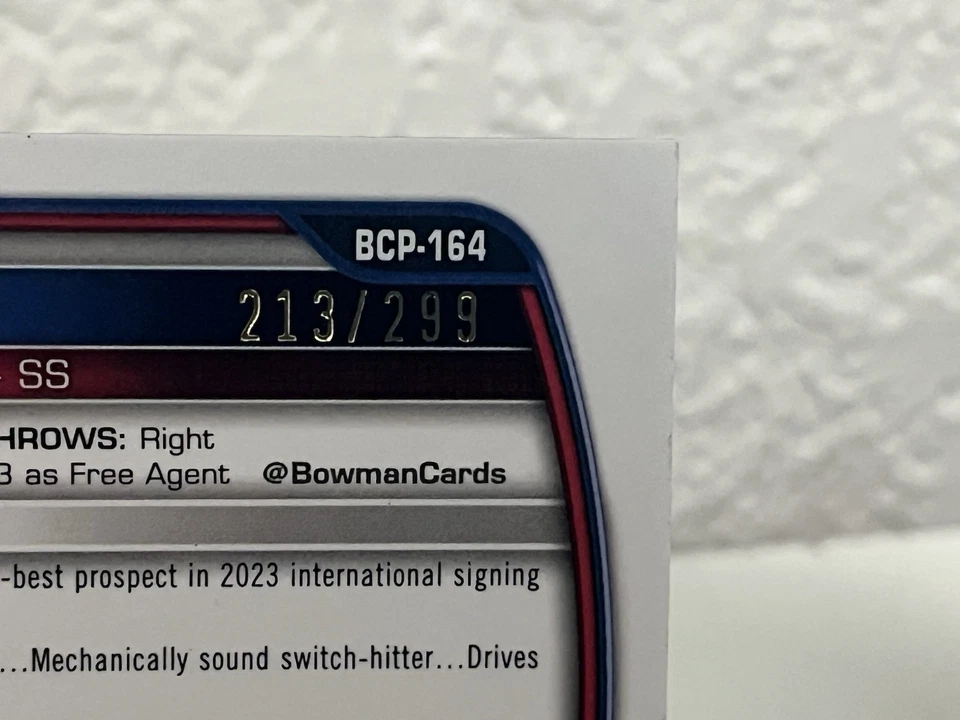 BCP-164
213/299
SS
HROWS: Right
3 as Free Agent @BowmanCards
-best prospect in 2023 international signing
...Mechanically sound switch-hitter...Drives